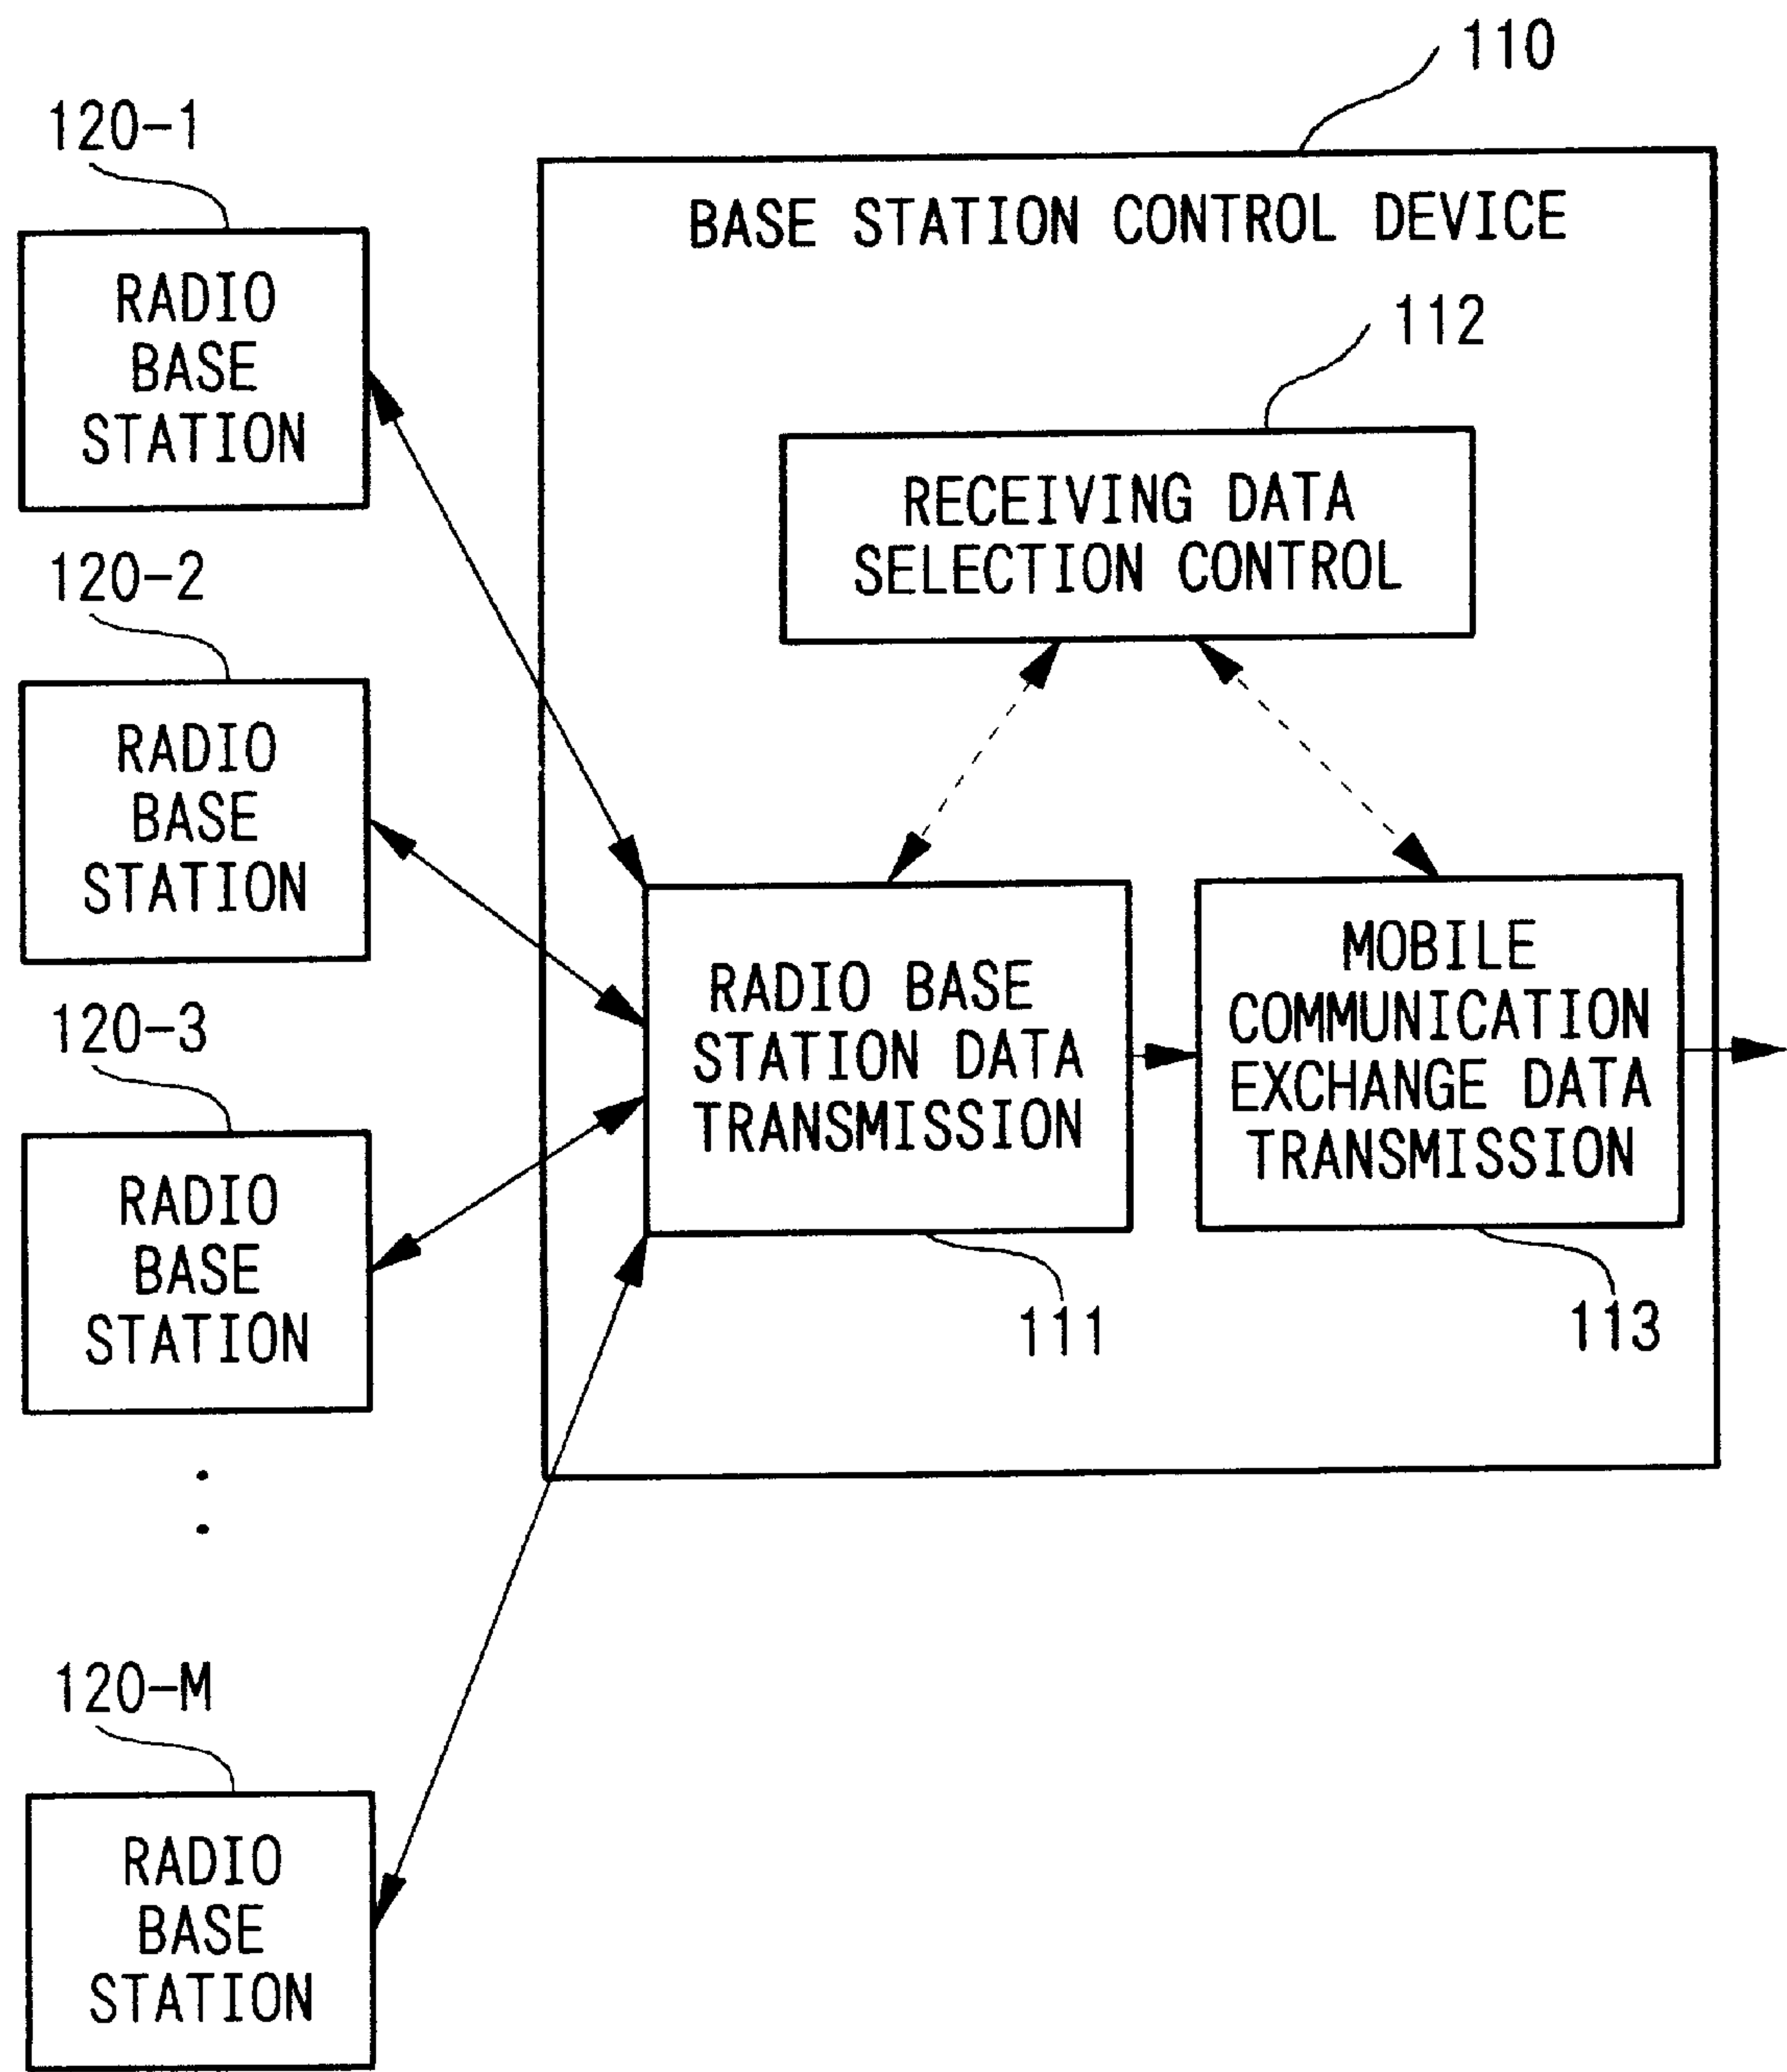 110
120-1
BASE STATION CONTROL DEVICE
RADIO
BASE
STATION
112
RECEIVING DATA
SELECTION CONTROL
120-2
RADIO
BASE
STATION
RADIO BASE
STATION DATA
TRANSMISSION
MOBILE
COMMUNICATION
EXCHANGE DATA
TRANSMISSION
120-3
RADIO
BASE
STATION
111
113
120-M
RADIO
BASE
STATION